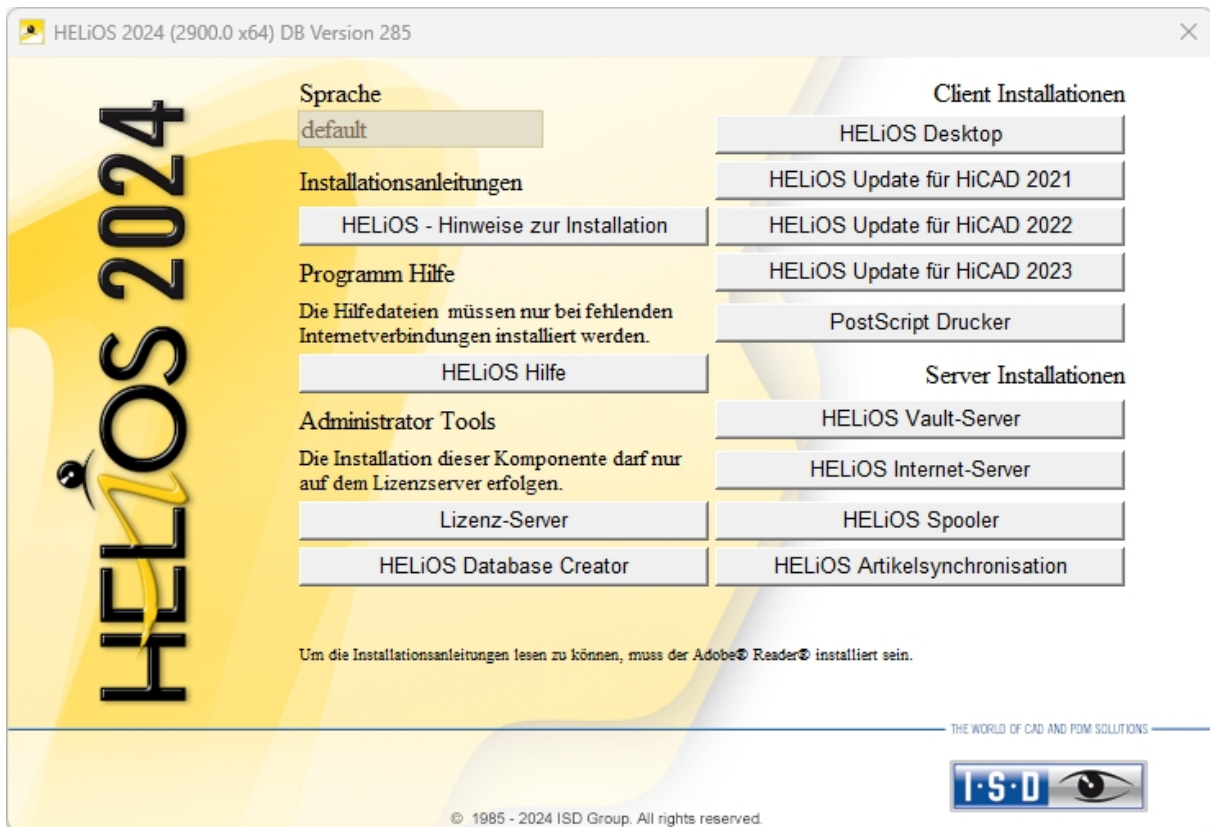 HELiOS 2024 (2900.0 x64) DB Version 285
HELiOS 2024
Sprache
default
Installationsanleitungen
HELiOS - Hinweise zur Installation
Programm Hilfe
Die Hilfedateien müssen nur bei fehlenden
Internetverbindungen installiert werden.
HELiOS Hilfe
Administrator Tools
Die Installation dieser Komponente darf nur
auf dem Lizenzserver erfolgen.
Lizenz-Server
HELiOS Database Creator
Client Installationen
HELiOS Desktop
HELiOS Update für HiCAD 2021
HELiOS Update für HiCAD 2022
HELiOS Update für HiCAD 2023
PostScript Drucker
Server Installationen
HELiOS Vault-Server
HELiOS Internet-Server
HELiOS Spooler
HELiOS Artikelsynchronisation
Um die Installationsanleitungen lesen zu können, muss der Adobe® Reader® installiert sein.
THE WORLD OF CAD AND PDM SOLUTIONS
I·S·D
© 1985 - 2024 ISD Group. All rights reserved.